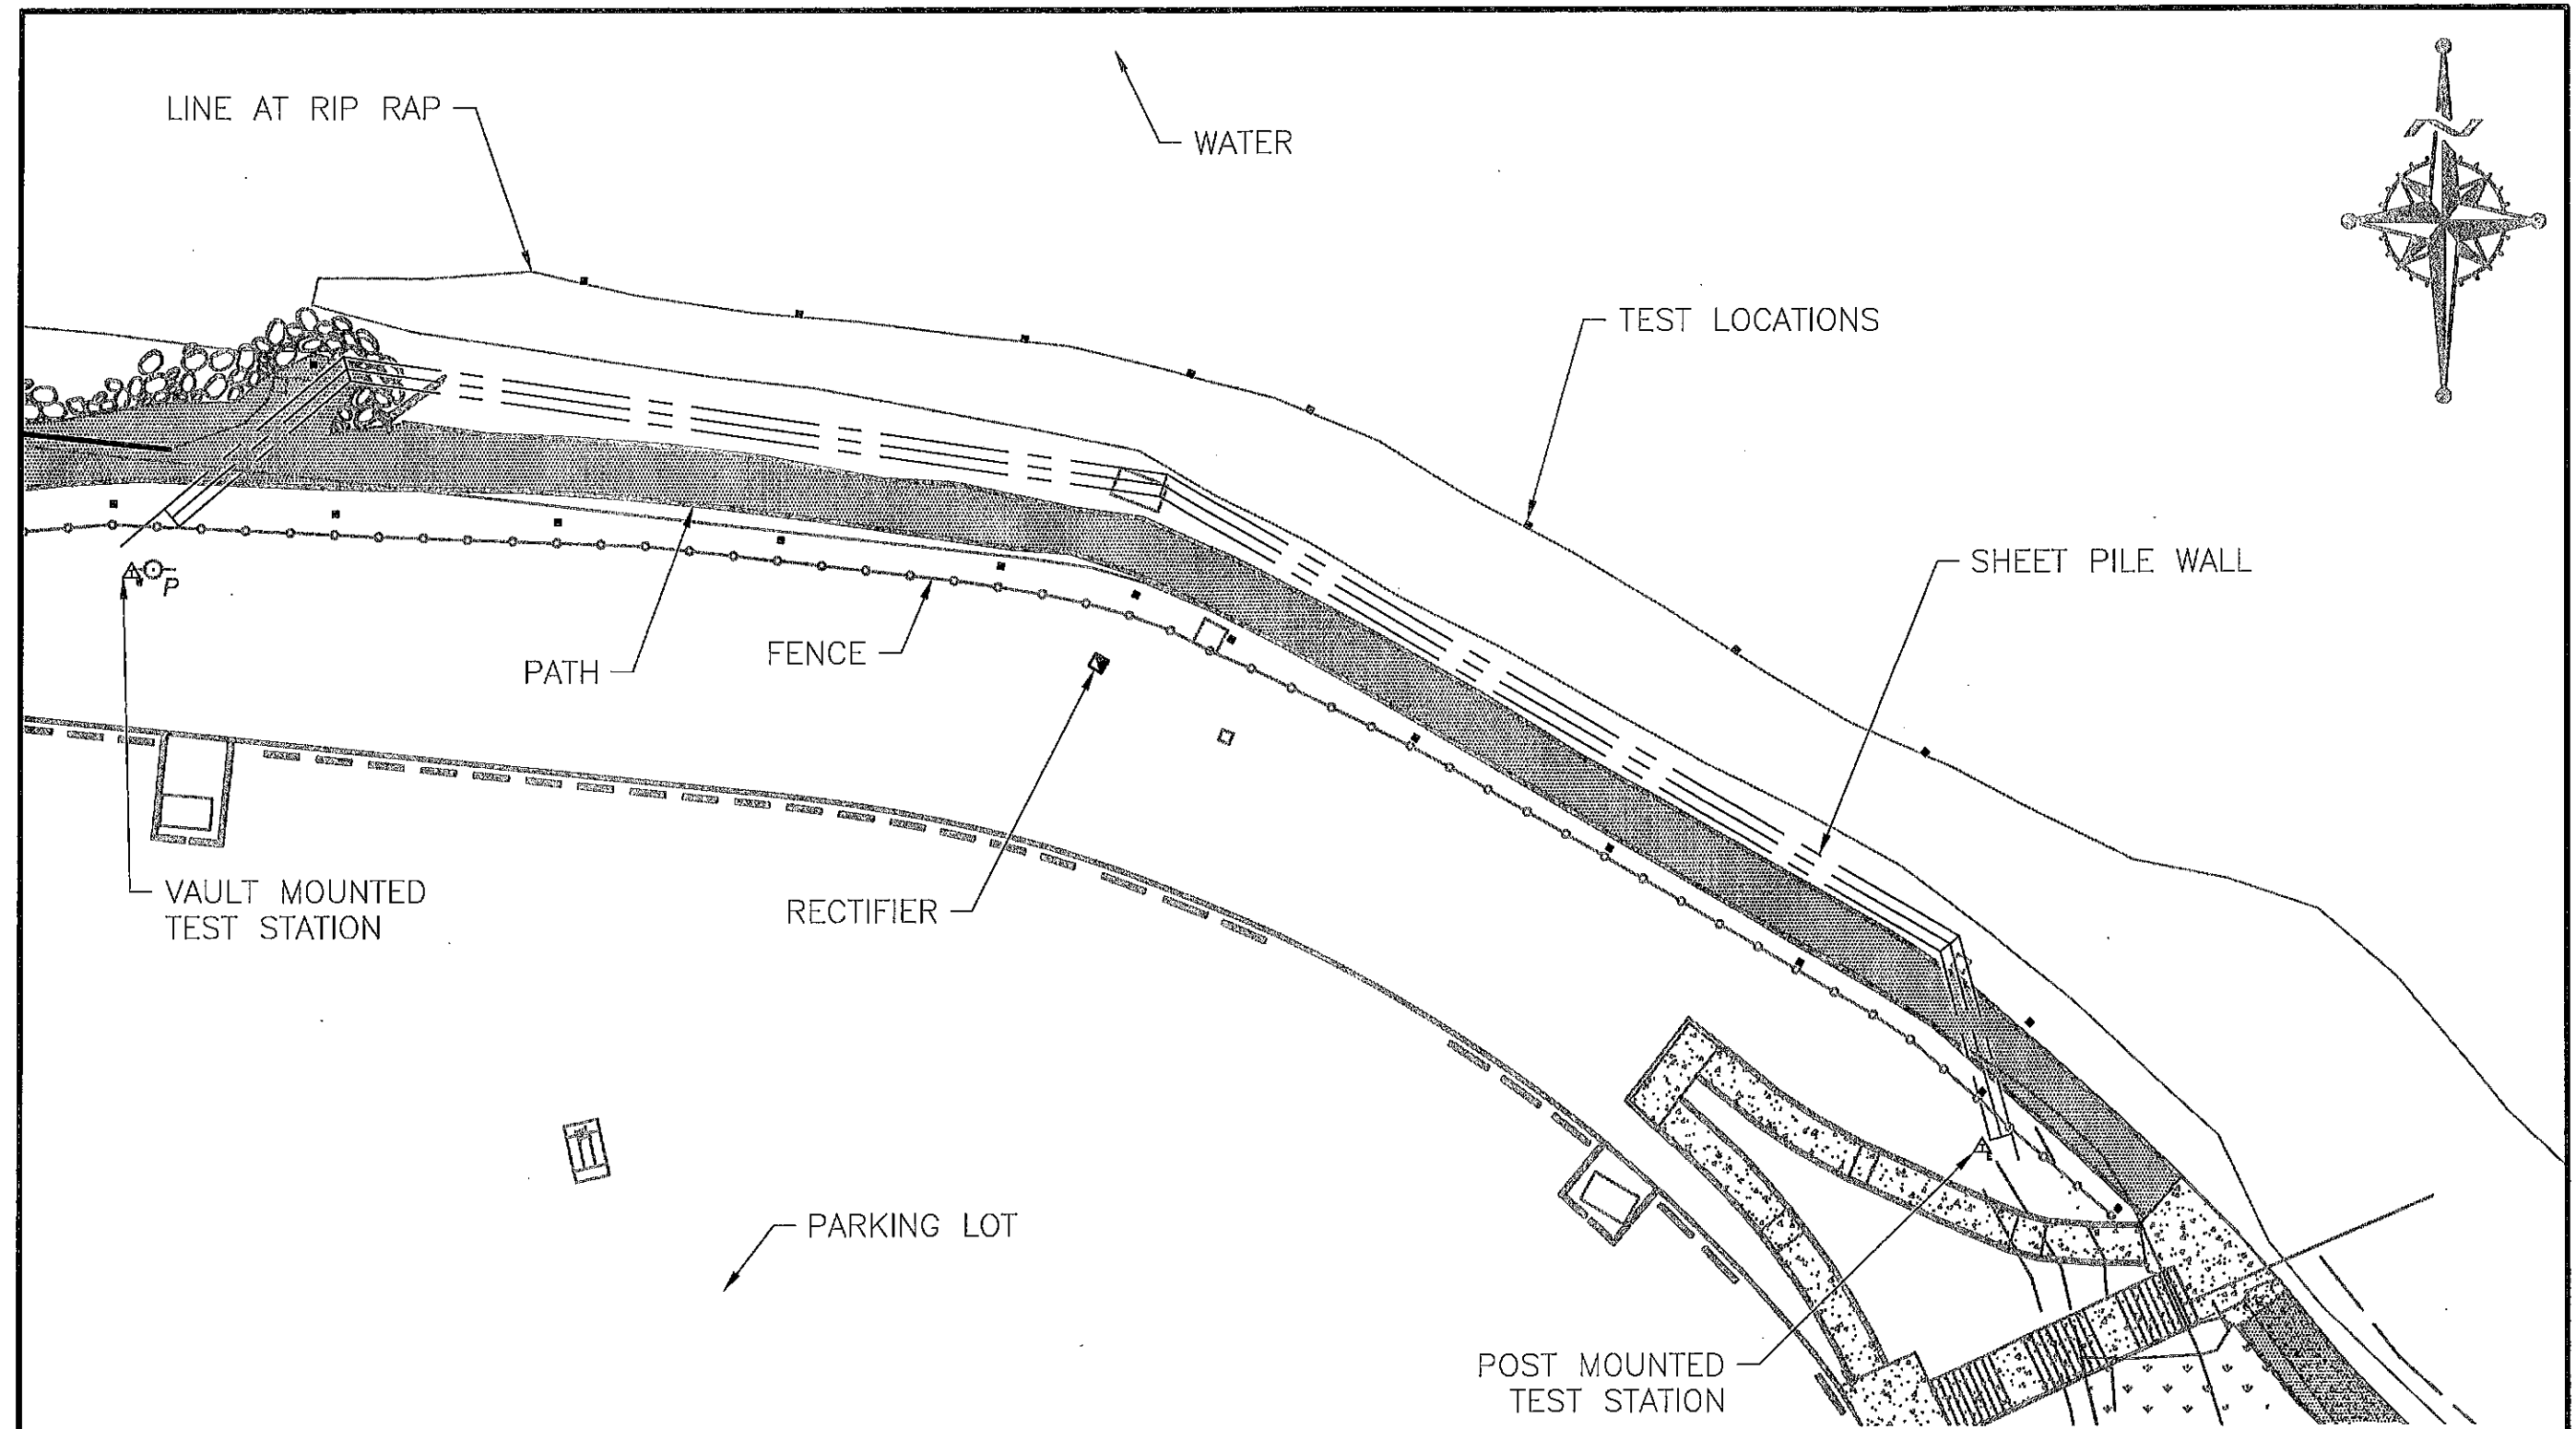 LINE AT RIP RAP
WATER
TEST LOCATIONS
SHEET PILE WALL
P
FENCE
PATH
VAULT MOUNTED
TEST STATION
RECTIFIER
PARKING LOT
POST MOUNTED
TEST STATION